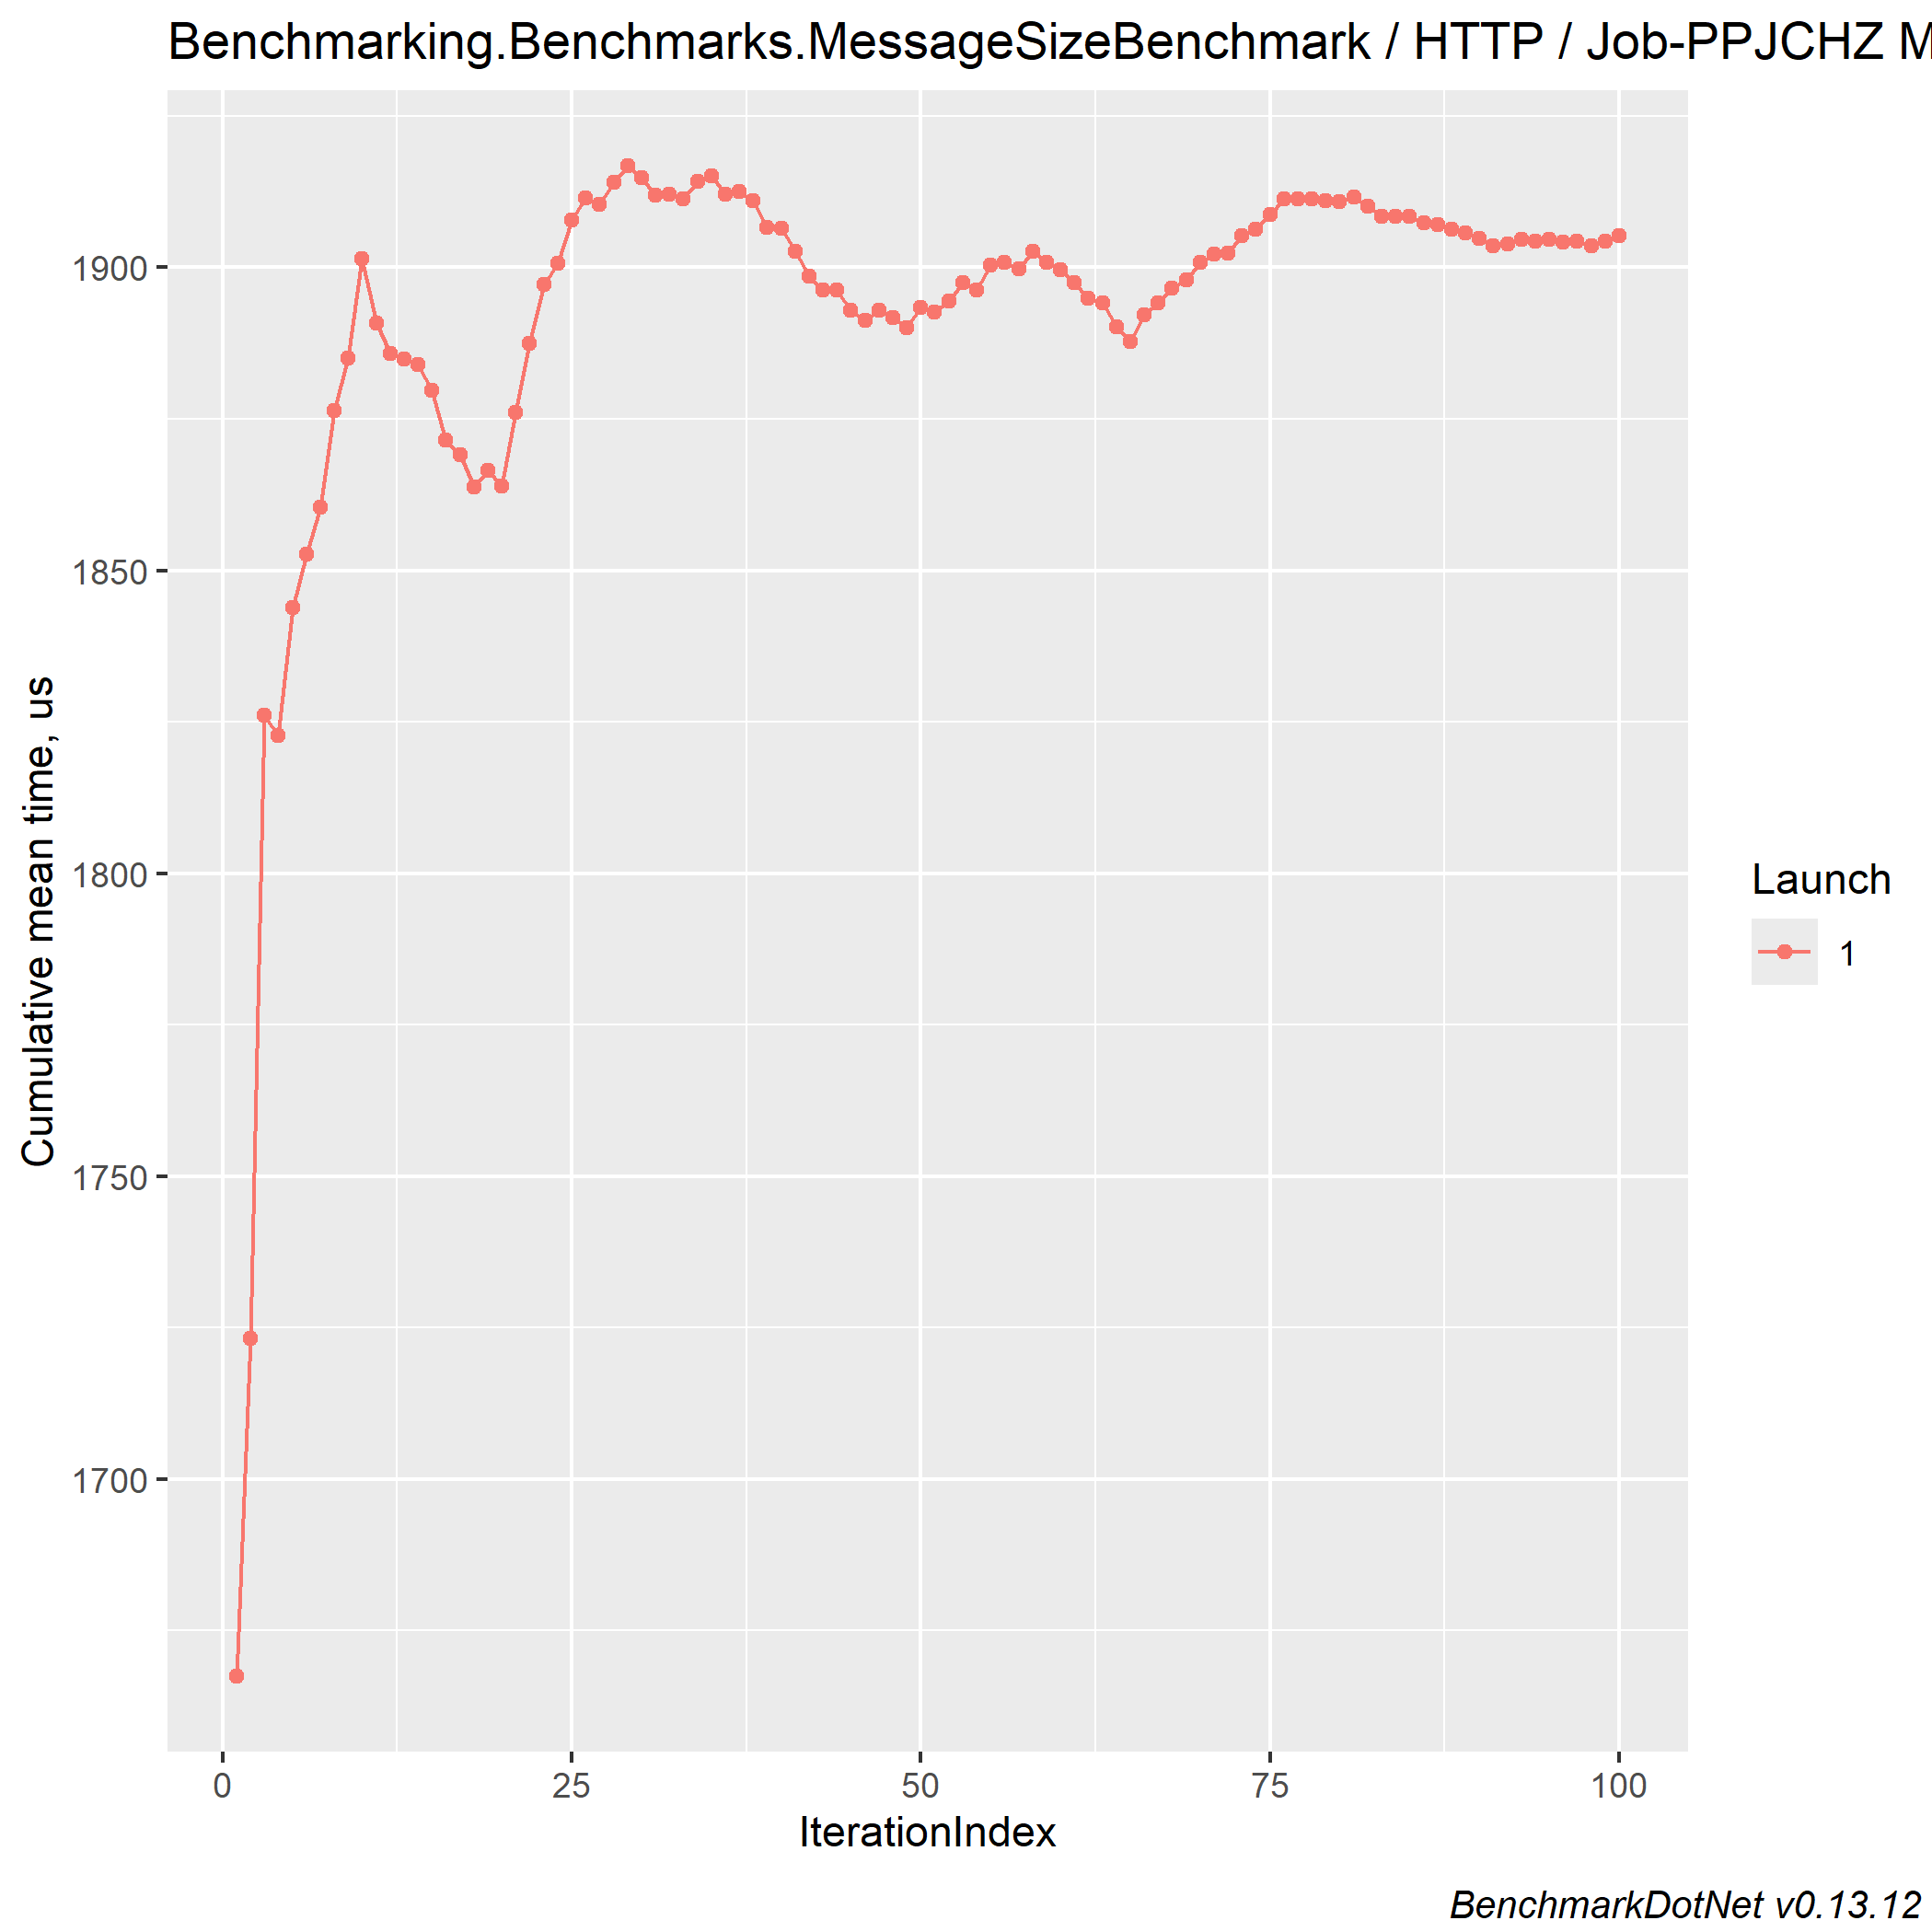 Benchmarking.Benchmarks.MessageSizeBenchmark / HTTP / Job-PPJCHZ M
1900
1850
1800
1750
1700
Cumulative mean time, us
0 25 50 75 100
IterationIndex
Launch
1
BenchmarkDotNet v0.13.12